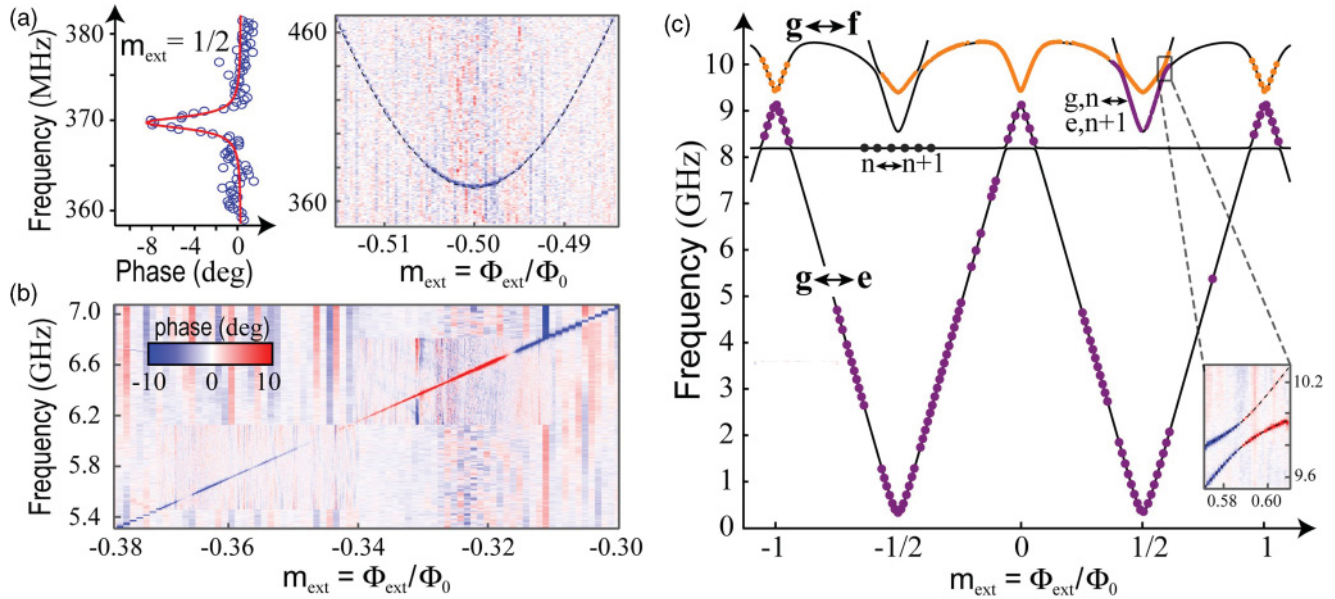 (a)
380
370
360
Frequency (MHz)
m_ext = 1/2
-8
-4
0
Phase (deg)
460
360
-0.51
-0.50
-0.49
m_ext = Φ_ext/Φ_0
(b)
7.0
6.6
6.2
5.8
5.4
Frequency (GHz)
phase (deg)
-10
0
10
-0.38
-0.36
-0.34
-0.32
-0.30
m_ext = Φ_ext/Φ_0
(c)
10
9
8
7
6
5
4
3
2
1
0
Frequency (GHz)
g↔f
g,n↔
e,n+1
n↔n+1
g↔e
10.2
9.6
0.58
0.60
-1
-1/2
0
1/2
1
m_ext = Φ_ext/Φ_0